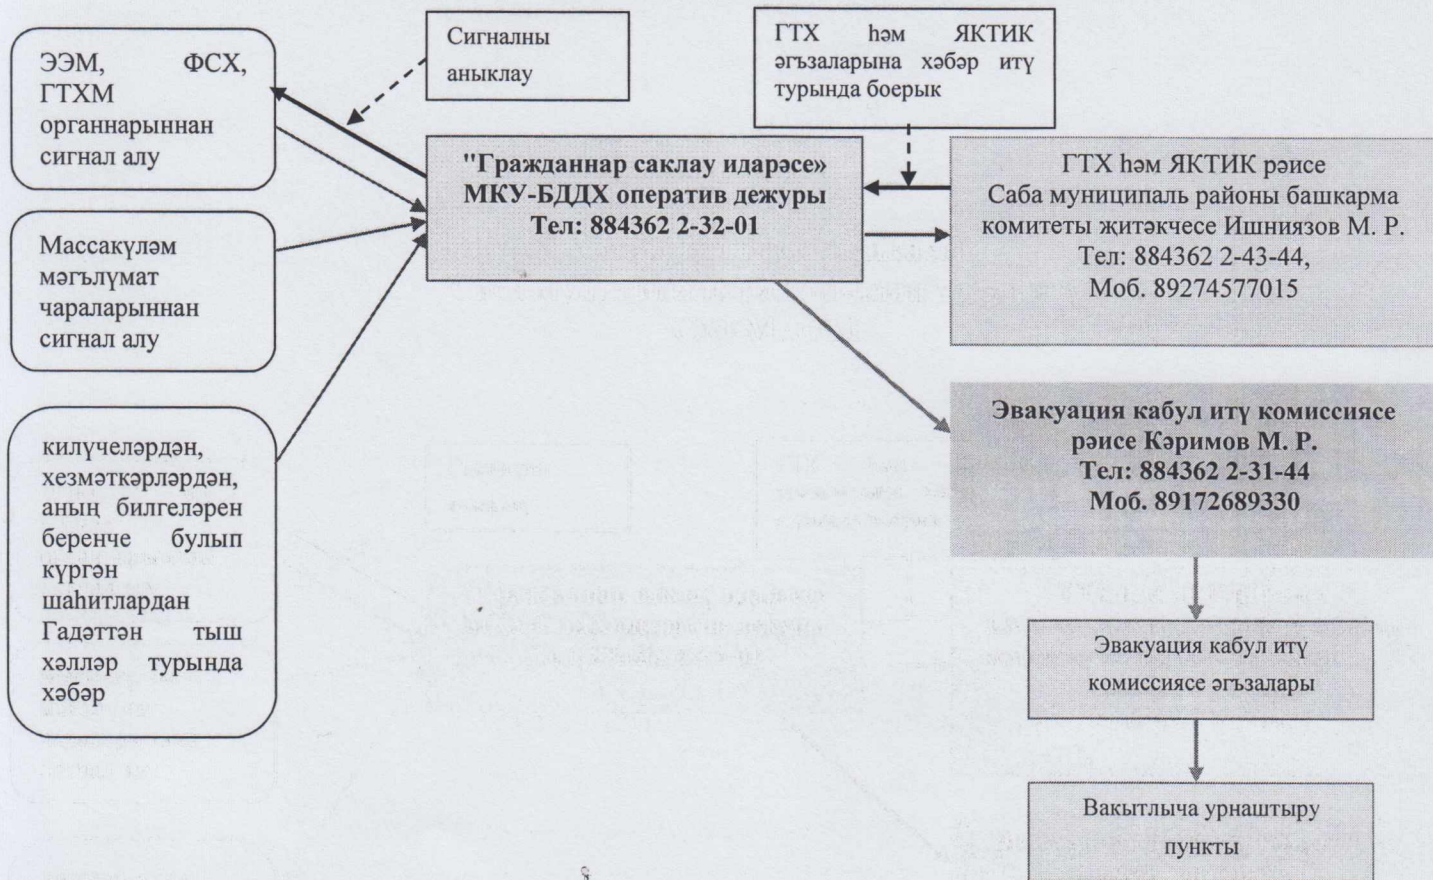 ЭЭМ, ФСХ,
ГТХМ
органнарыннан
сигнал алу
Сигналны
аныклау
ГТХ һәм ЯКТИК
әгъзаларына хәбәр итү
турында боерык
"Гражданнар саклау идарәсе»
МКУ-БДДХ оператив дежуры
Тел: 884362 2-32-01
ГТХ һәм ЯКТИК рәисе
Саба муниципаль районы башкарма
комитеты җитәкчесе Ишниязов М. Р.
Тел: 884362 2-43-44,
Моб. 89274577015
Массакүләм
мәгълүмат
чараларыннан
сигнал алу
Эвакуация кабул итү комиссиясе
рәисе Кәримов М. Р.
Тел: 884362 2-31-44
Моб. 89172689330
килүчеләрдән,
хезмәткәрләрдән,
аның билгеләрен
беренче булып
күргән
шаһитлардан
Гадәттән тыш
хәлләр турында
хәбәр
Эвакуация кабул итү
комиссиясе әгъзалары
Вакытлыча урнаштыру
пункты